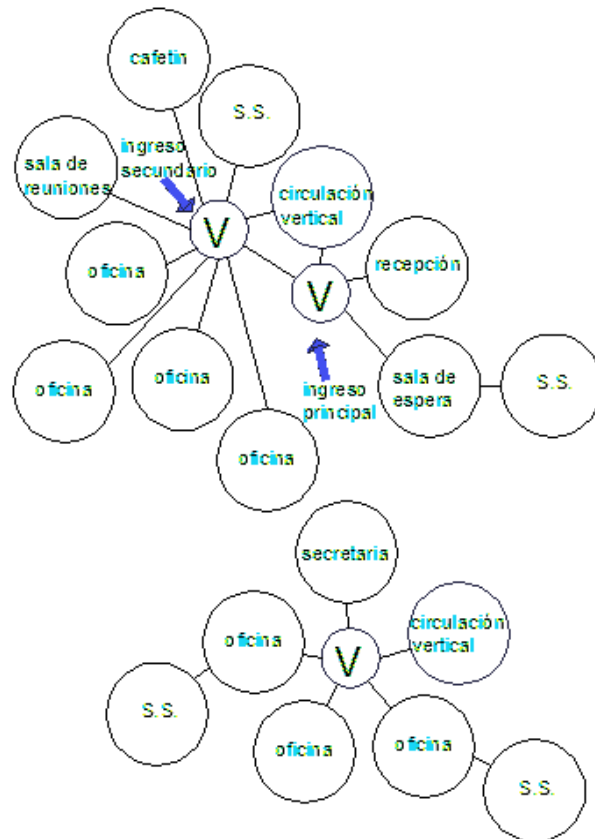 cafetin
S.S.
ingreso
secundario
sala de
reuniones
circulación
vertical
V
oficina
recepción
V
oficina
oficina
ingreso
principal
sala de
espera
S.S.
oficina
secretaria
circulación
vertical
oficina
V
S.S.
oficina
oficina
S.S.